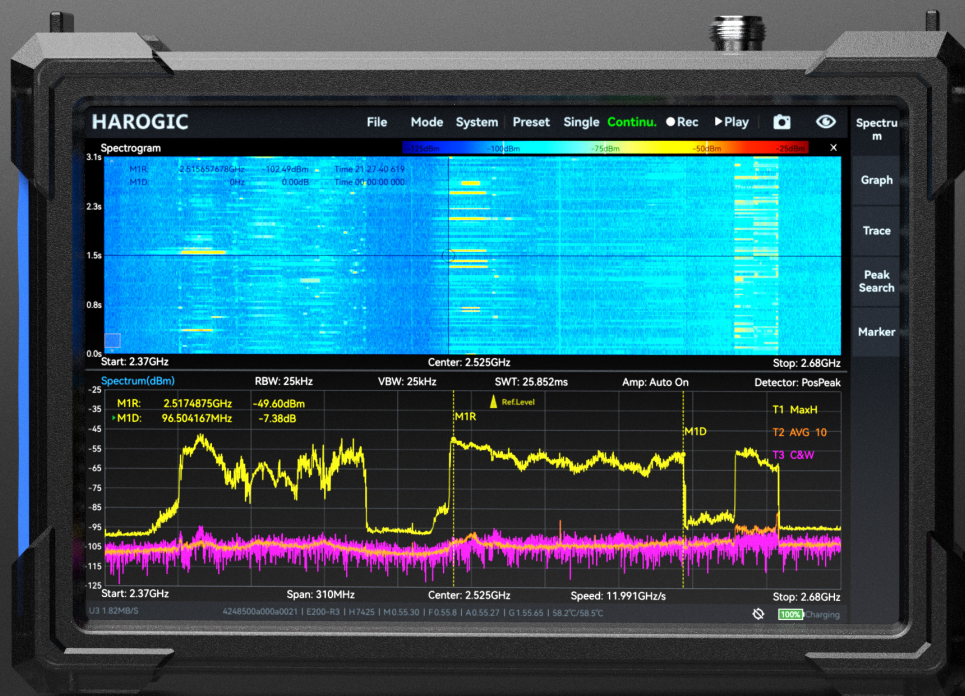 HAROGIC File Mode System Preset Single Continu. Rec Play
Spectru
m
Graph
Trace
Peak
Search
Marker
Spectrogram -125dBm -100dBm -75dBm -50dBm -25dBm X
3.1s
M1R 2.515657678GHz -102.49dBm Time 21 27 40 619
M1D 0Hz 0.00dB Time 00 00 00 000
2.3s
1.5s
0.8s
0.0s
Start: 2.37GHz Center: 2.525GHz Stop: 2.68GHz
Spectrum(dBm) RBW: 25kHz VBW: 25kHz SWT: 25.852ms Amp: Auto On Detector: PosPeak
-25
M1R: 2.5174875GHz -49.60dBm Ref.Level
M1D: 96.504167MHz -7.38dB
M1R
M1D
T1 MaxH
T2 AVG 10
T3 C&W
-35
-45
-55
-65
-75
-85
-95
-105
-115
-125
Start: 2.37GHz Span: 310MHz Center: 2.525GHz Speed: 11.991GHz/s Stop: 2.68GHz
U3 1.82MB/S 4248500a000a0021 | E200-R3 | H7425 | M0.55.30 | F0.55.8 | A0.55.27 | G1.55.65 | 58.2℃/58.5℃ 100% Charging